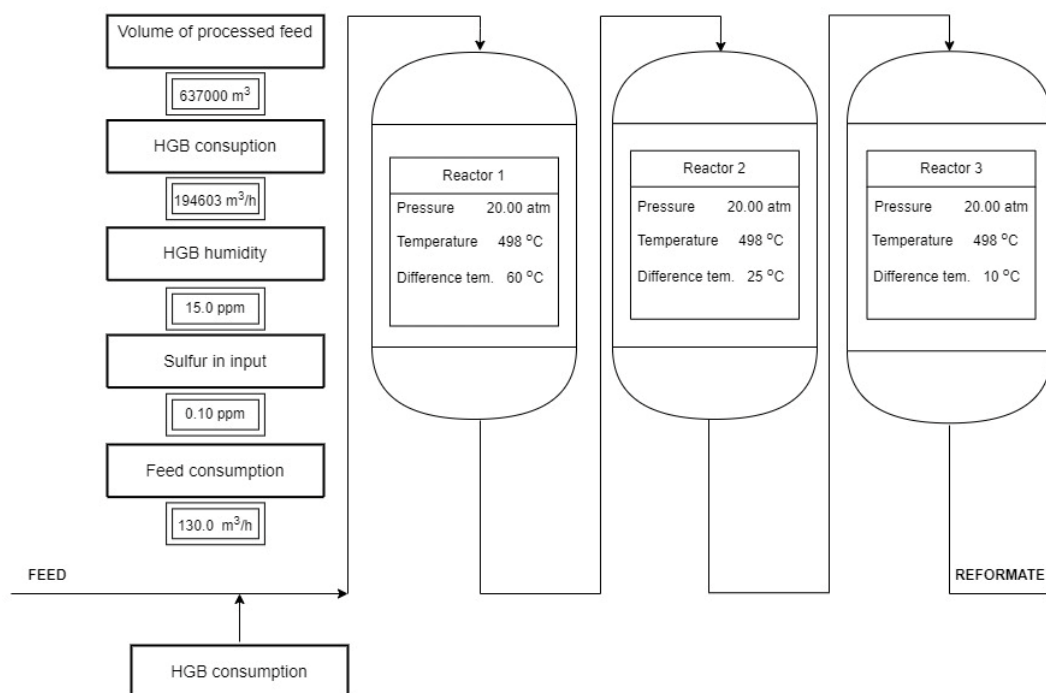 Volume of processed feed
637000 m³
HGB consuption
194603 m³/h
HGB humidity
15.0 ppm
Sulfur in input
0.10 ppm
Feed consumption
130.0 m³/h
FEED
HGB consumption
Reactor 1
Pressure 20.00 atm
Temperature 498 °C
Difference tem. 60 °C
Reactor 2
Pressure 20.00 atm
Temperature 498 °C
Difference tem. 25 °C
Reactor 3
Pressure 20.00 atm
Temperature 498 °C
Difference tem. 10 °C
REFORMATE